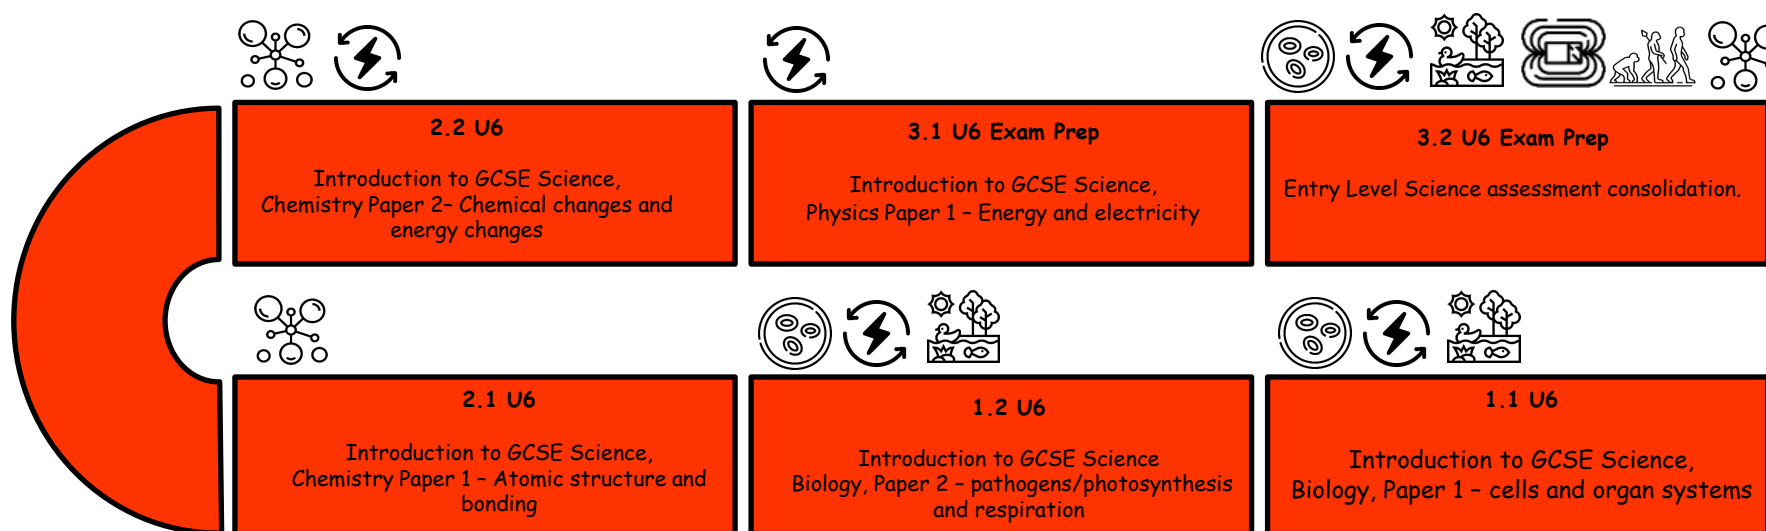 2.2 U6
Introduction to GCSE Science,
Chemistry Paper 2– Chemical changes and
energy changes
3.1 U6 Exam Prep
Introduction to GCSE Science,
Physics Paper 1 – Energy and electricity
3.2 U6 Exam Prep
Entry Level Science assessment consolidation.
2.1 U6
Introduction to GCSE Science,
Chemistry Paper 1 – Atomic structure and
bonding
1.2 U6
Introduction to GCSE Science
Biology, Paper 2 – pathogens/photosynthesis
and respiration
1.1 U6
Introduction to GCSE Science,
Biology, Paper 1 – cells and organ systems